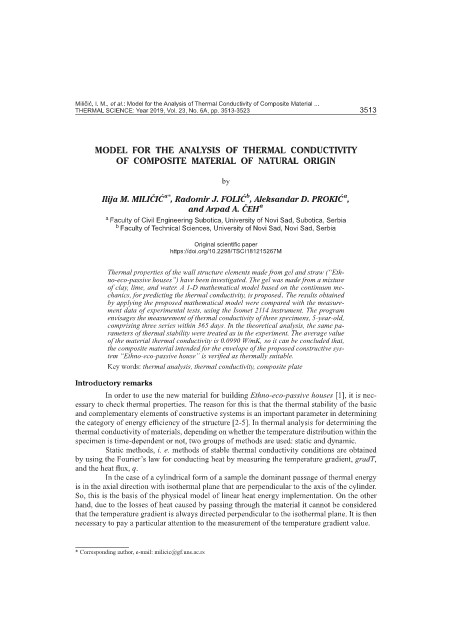 Miličić, I. M., et al.: Model for the Analysis of Thermal Conductivity of Composite Material ...
THERMAL SCIENCE: Year 2019, Vol. 23, No. 6A, pp. 3513-3523 3513
MODEL FOR THE ANALYSIS OF THERMAL CONDUCTIVITY
OF COMPOSITE MATERIAL OF NATURAL ORIGIN
by
Ilija M. MILIČIĆ a*, Radomir J. FOLIĆ b, Aleksandar D. PROKIĆ a,
and Arpad A. ČEH a
a Faculty of Civil Engineering Subotica, University of Novi Sad, Subotica, Serbia
b Faculty of Technical Sciences, University of Novi Sad, Novi Sad, Serbia
Original scientific paper
https://doi.org/10.2298/TSCI181215267M
Thermal properties of the wall structure elements made from gel and straw ("Eth-
no-eco-passive houses") have been investigated. The gel was made from a mixture
of clay, lime, and water. A 1-D mathematical model based on the continuum me-
chanics, for predicting the thermal conductivity, is proposed. The results obtained
by applying the proposed mathematical model were compared with the measure-
ment data of experimental tests, using the Isomet 2114 instrument. The program
envisages the measurement of thermal conductivity of three specimens, 5-year-old,
comprising three series within 365 days. In the theoretical analysis, the same pa-
rameters of thermal stability were treated as in the experiment. The average value
of the material thermal conductivity is 0.0990 W/mK, so it can be concluded that,
the composite material intended for the envelope of the proposed constructive sys-
tem "Ethno-eco-passive house" is verified as thermally suitable.
Key words: thermal analysis, thermal conductivity, composite plate
Introductory remarks
In order to use the new material for building Ethno-eco-passive houses [1], it is nec-
essary to check thermal properties. The reason for this is that the thermal stability of the basic
and complementary elements of constructive systems is an important parameter in determining
the category of energy efficiency of the structure [2-5]. In thermal analysis for determining the
thermal conductivity of materials, depending on whether the temperature distribution within the
specimen is time-dependent or not, two groups of methods are used: static and dynamic.
Static methods, i. e. methods of stable thermal conductivity conditions are obtained
by using the Fourier's law for conducting heat by measuring the temperature gradient, gradT,
and the heat flux, q.
In the case of a cylindrical form of a sample the dominant passage of thermal energy
is in the axial direction with isothermal plane that are perpendicular to the axis of the cylinder.
So, this is the basis of the physical model of linear heat energy implementation. On the other
hand, due to the losses of heat caused by passing through the material it cannot be considered
that the temperature gradient is always directed perpendicular to the isothermal plane. It is then
necessary to pay a particular attention to the measurement of the temperature gradient value.
* Corresponding author, e-mail: milicic@gf.uns.ac.rs